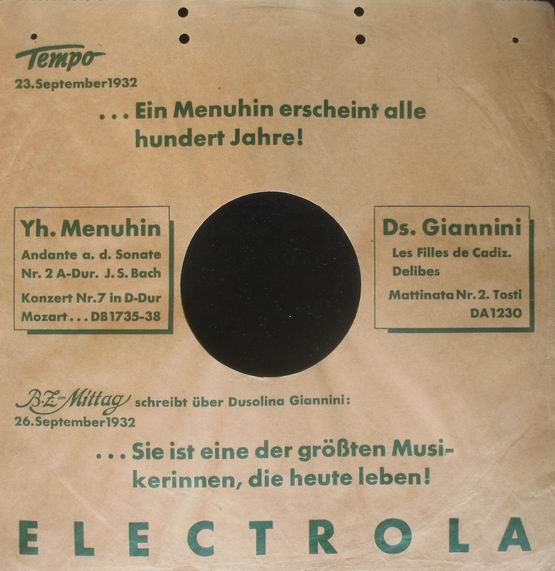 Tempo
23.September1932
... Ein Menuhin erscheint alle
hundert Jahre!
Yh. Menuhin
Andante a. d. Sonate
Nr. 2 A-Dur. J. S. Bach
Konzert Nr.7 in D-Dur
Mozart... DB1735-38
Ds. Giannini
Les Filles de Cadiz.
Delibes
Mattinata Nr. 2. Tosti
DA1230
B.Z.-Mittag schreibt über Dusolina Giannini:
26.September1932
... Sie ist eine der größten Musi-
kerinnen, die heute leben!
ELECTROLA